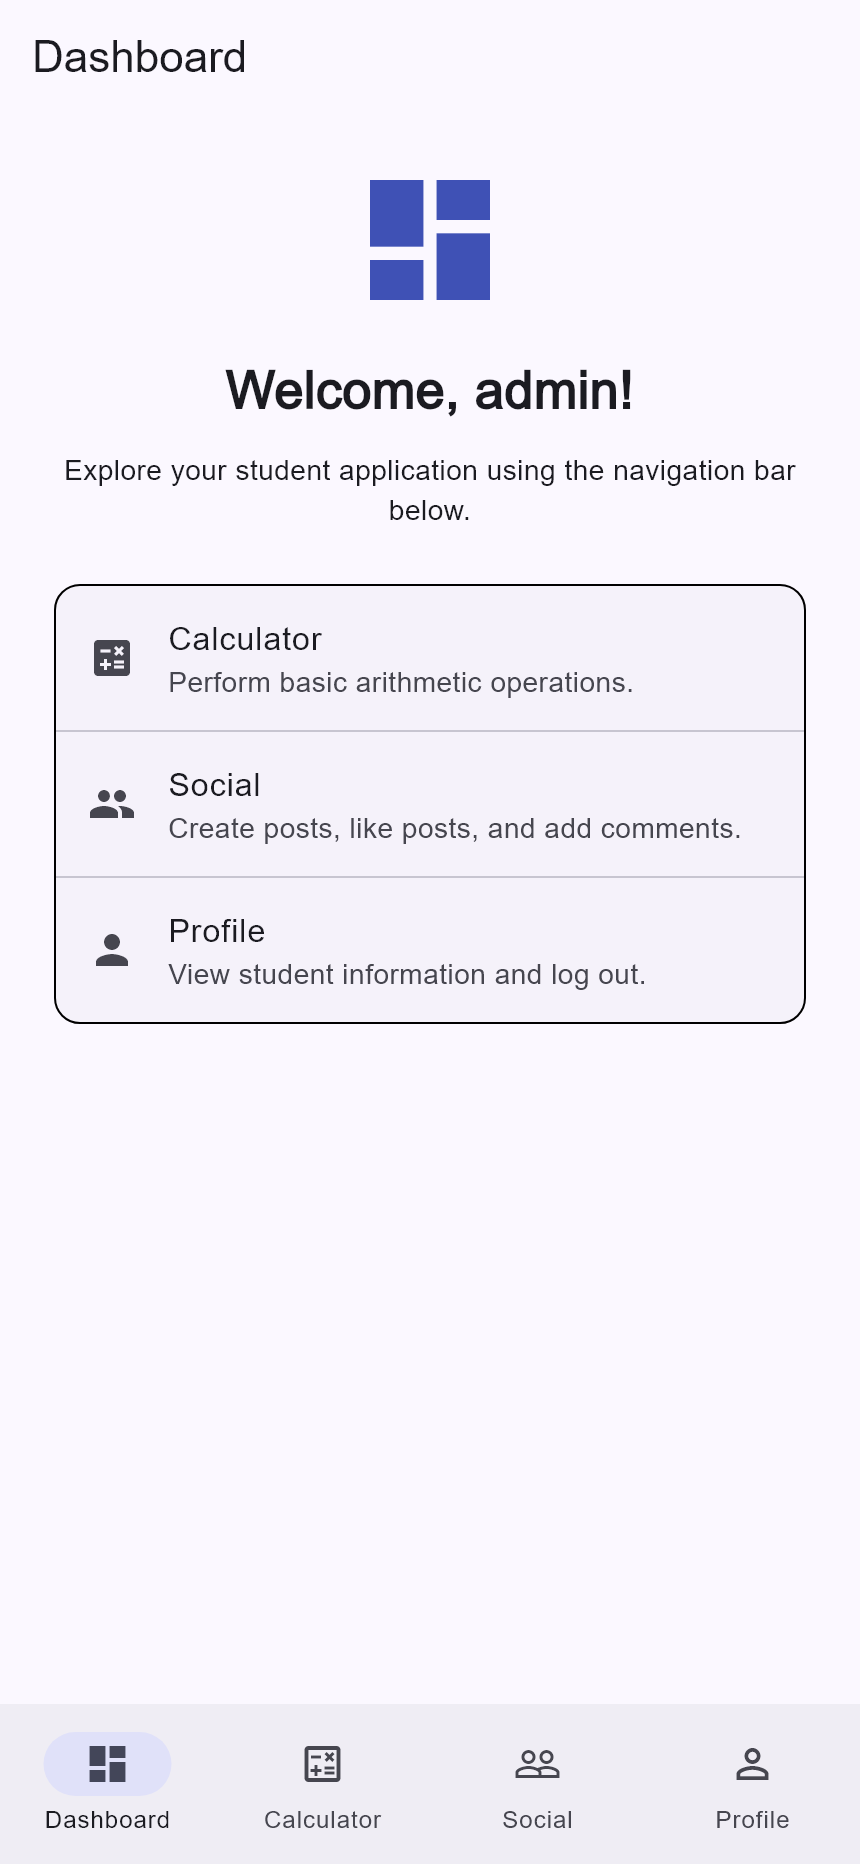 Dashboard
Welcome, admin!
Explore your student application using the navigation bar
below.
Calculator
Perform basic arithmetic operations.
Social
Create posts, like posts, and add comments.
Profile
View student information and log out.
Dashboard
Calculator
Social
Profile